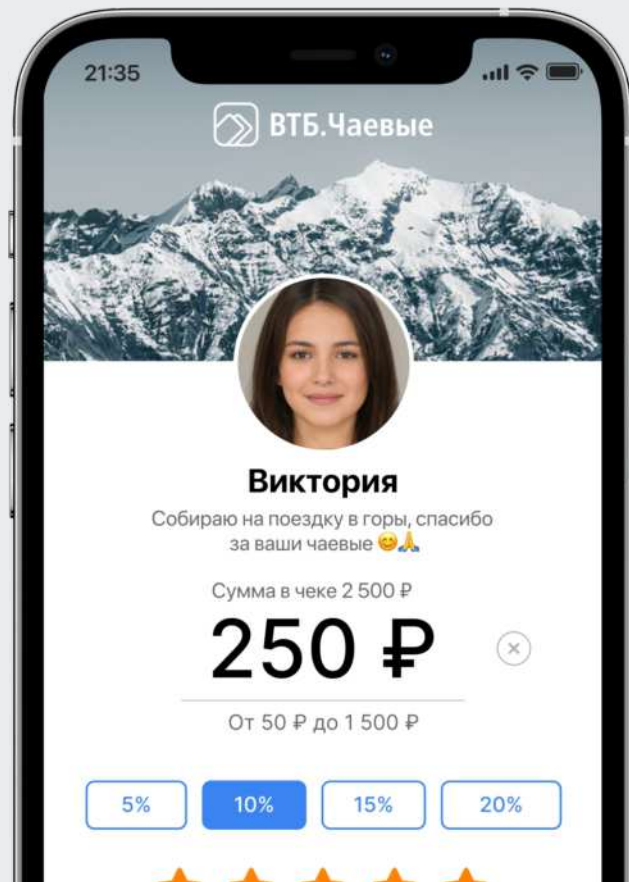 21:35
ВТБ.Чаевые
Виктория
Собираю на поездку в горы, спасибо
за ваши чаевые 😊🙏
Сумма в чеке 2 500 ₽
250 ₽
От 50 ₽ до 1 500 ₽
5% 10% 15% 20%